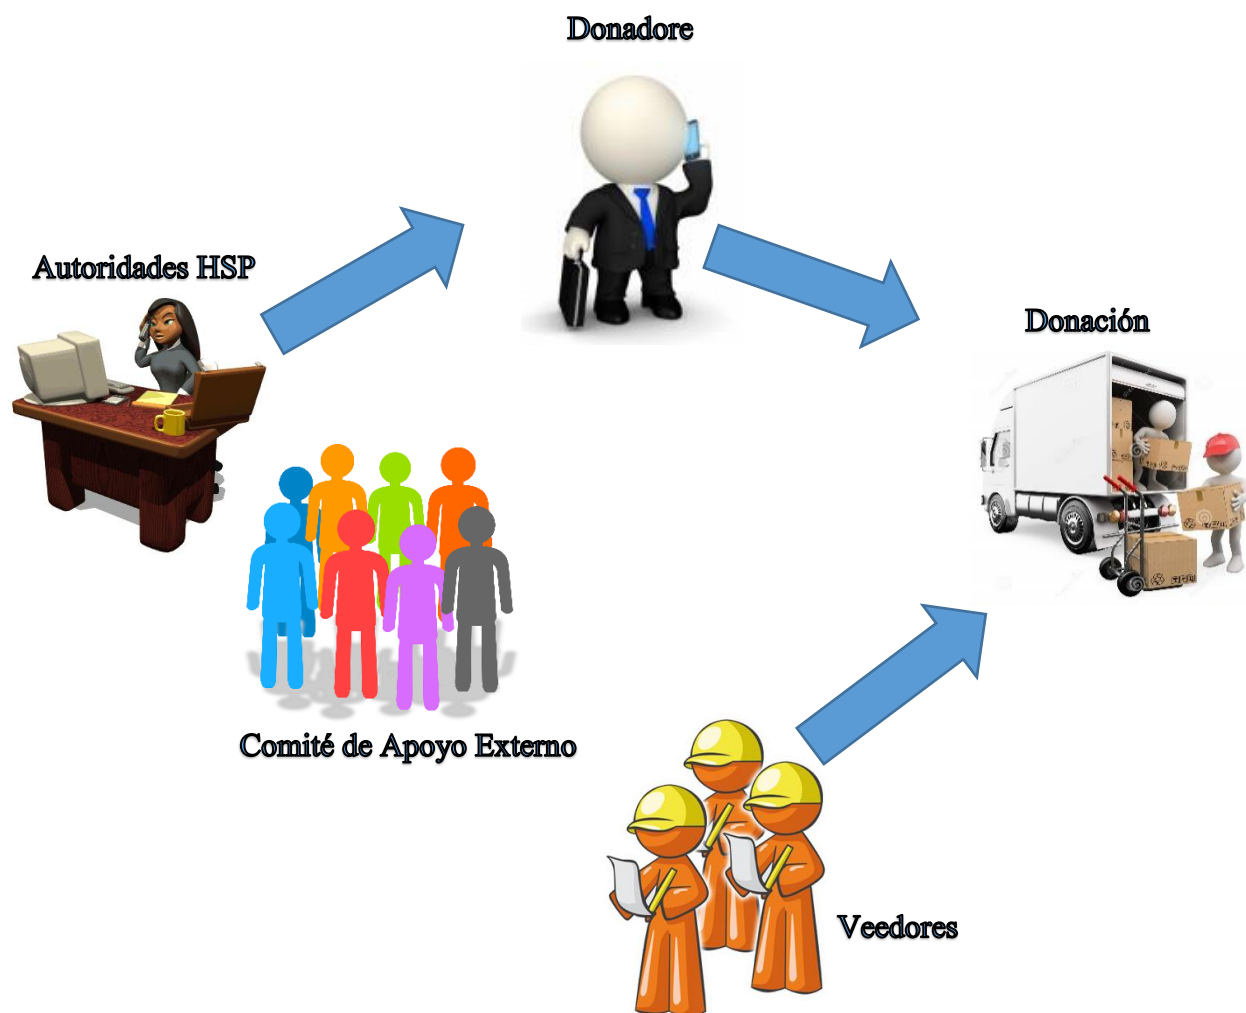 Donadore
Autoridades HSP
Donación
Comité de Apoyo Externo
Veedores